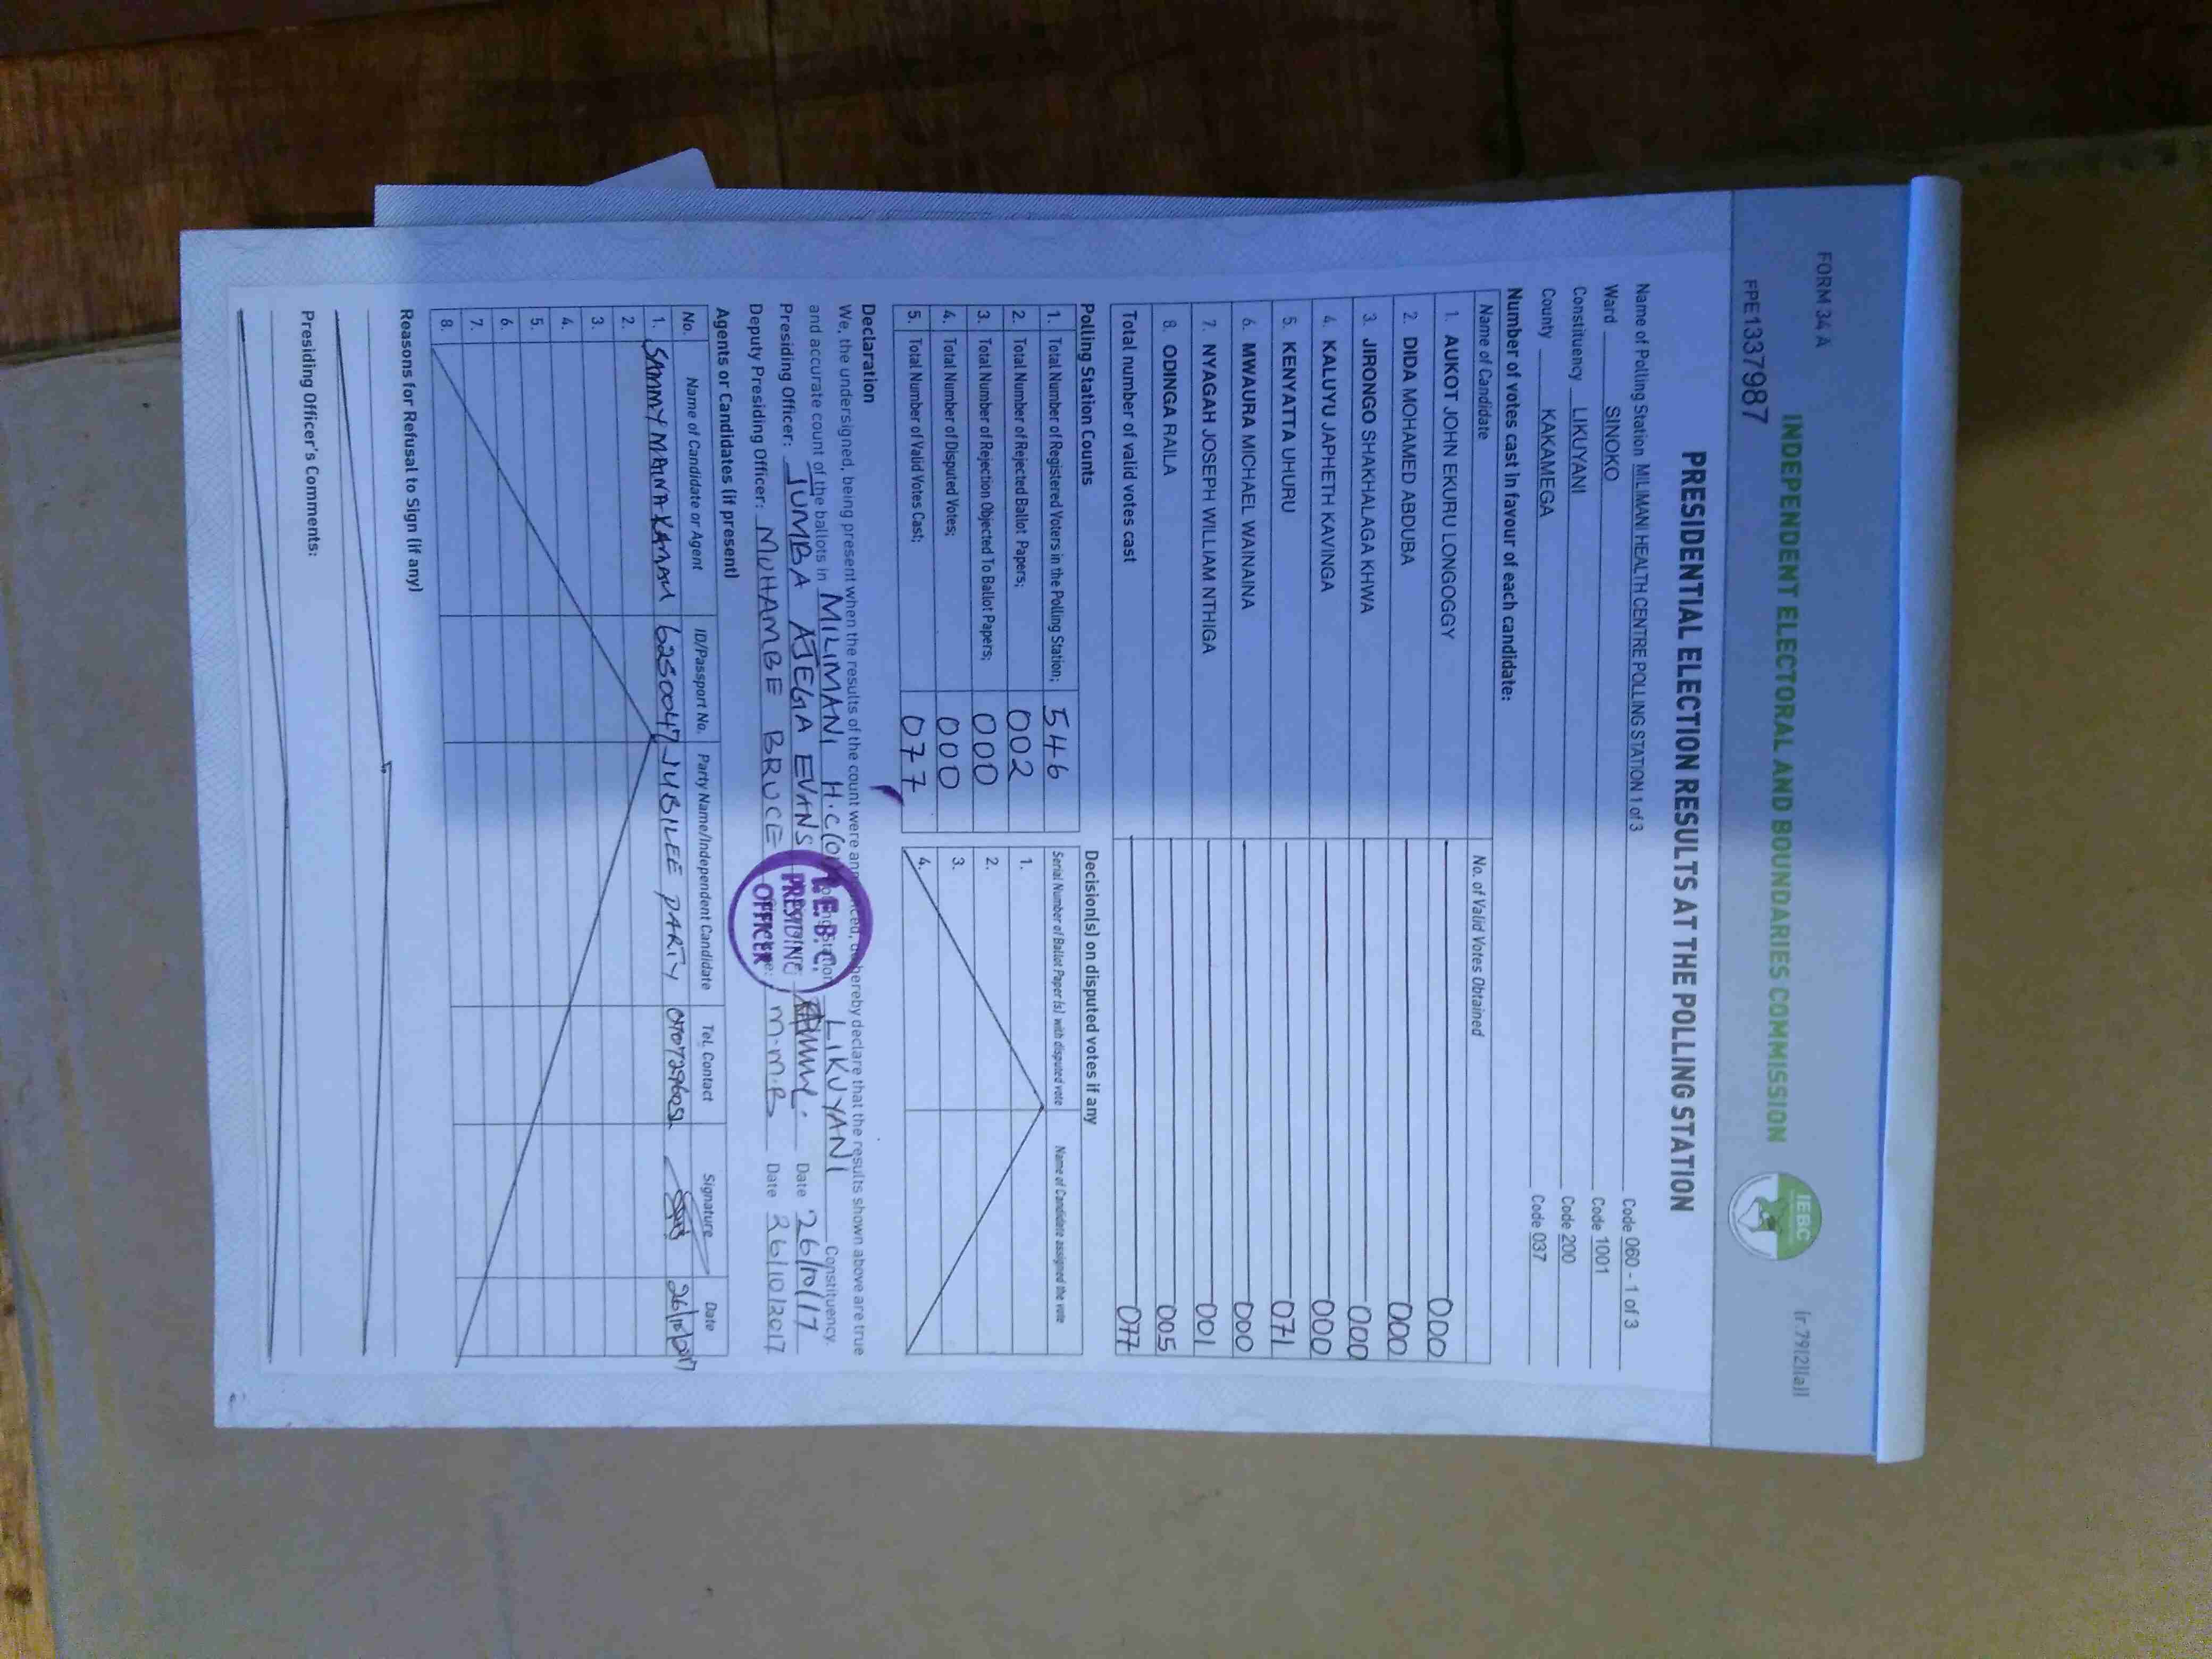 FORM 34 A
(r.79(2)(a))
INDEPENDENT ELECTORAL AND BOUNDARIES COMMISSION
IEBC
FPE1337987
PRESIDENTIAL ELECTION RESULTS AT THE POLLING STATION
Name of Polling Station MILIMANI HEALTH CENTRE POLLING STATION 1 of 3 Code 060 - 1 of 3
Ward SINOKO Code 1001
Constituency LIKUYANI Code 200
County KAKAMEGA Code 037
Number of votes cast in favour of each candidate:
Name of Candidate No. of Valid Votes Obtained
1. AUKOT JOHN EKURU LONGOGGY 000
2. DIDA MOHAMED ABDUBA 000
3. JIRONGO SHAKHALAGA KHWA 000
4. KALUYU JAPHETH KAVINGA 000
5. KENYATTA UHURU 071
6. MWAURA MICHAEL WAINAINA 000
7. NYAGAH JOSEPH WILLIAM NTHIGA 001
8. ODINGA RAILA 005
Total number of valid votes cast 077
Polling Station Counts
1. Total Number of Registered Voters in the Polling Station; 546
2. Total Number of Rejected Ballot Papers; 002
3. Total Number of Rejection Objected To Ballot Papers; 000
4. Total Number of Disputed Votes; 000
5. Total Number of Valid Votes Cast; 077
Decision(s) on disputed votes if any
Serial Number of Ballot Paper (s) with disputed vote Name of Candidate assigned the vote
1.
2.
3.
4.
Declaration
We, the undersigned, being present when the results of the count were announced, do hereby declare that the results shown above are true
and accurate count of the ballots in MILIMANI H.C(01) Polling Station LIKUYANI Constituency.
Presiding Officer: JUMBA AJEGA EVANS Date 26/10/17
Deputy Presiding Officer: MUHAMBE BRUCE M.M.B Date 26/10/2017
I.E.B.C.
PRESIDING
OFFICER
Agents or Candidates (if present)
No. Name of Candidate or Agent ID/Passport No. Party Name/Independent Candidate Tel. Contact Signature Date
1. SAMMY MAINA KAMAU 6250047 JUBILEE PARTY 26/10/2017
2.
3.
4.
5.
6.
7.
8.
Reasons for Refusal to Sign (if any)
Presiding Officer's Comments: